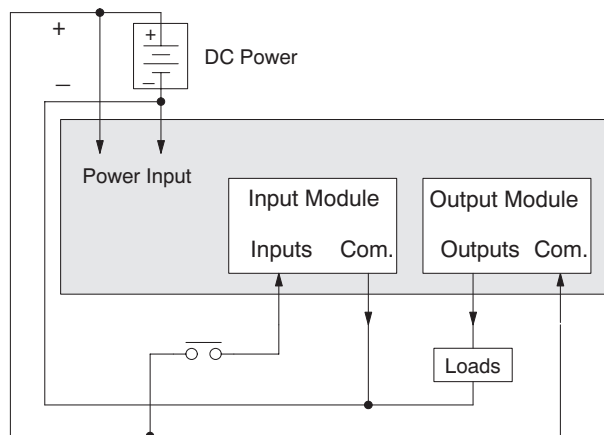 +
+
DC Power
–
–
Power Input
Input Module
Output Module
Inputs Com.
Outputs Com.
Loads